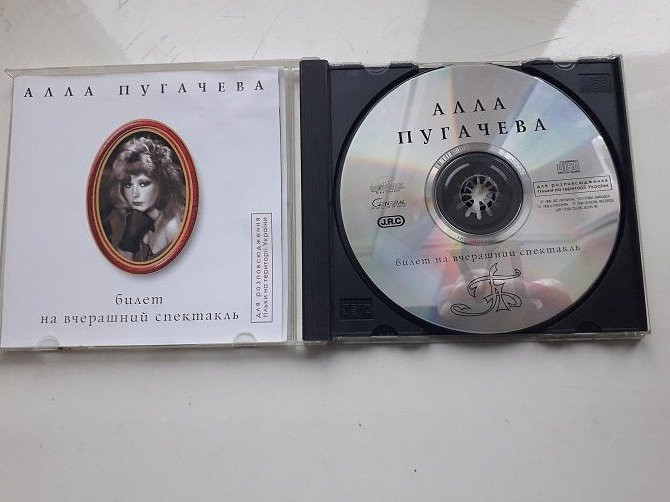 АЛЛА ПУГАЧЕВА
билет
на вчерашний спектакль
для розповсюдження
тільки на території України
АЛЛА
ПУГАЧЕВА
для розповсюдження
тільки на території України
General
J.R.C
билет на вчерашний спектакль